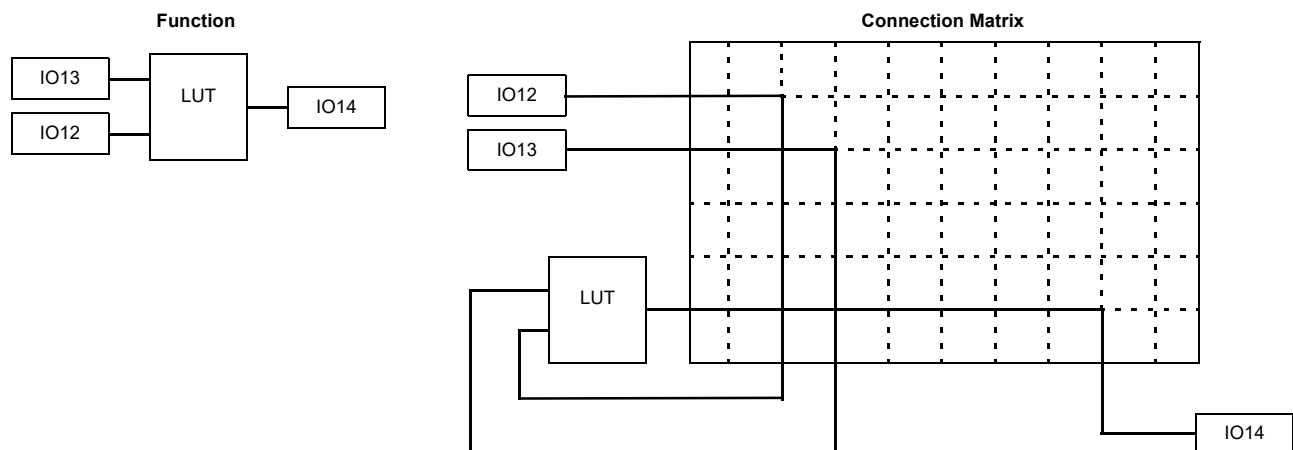 Function
IO13
IO12
LUT
IO14
Connection Matrix
IO12
IO13
LUT
IO14